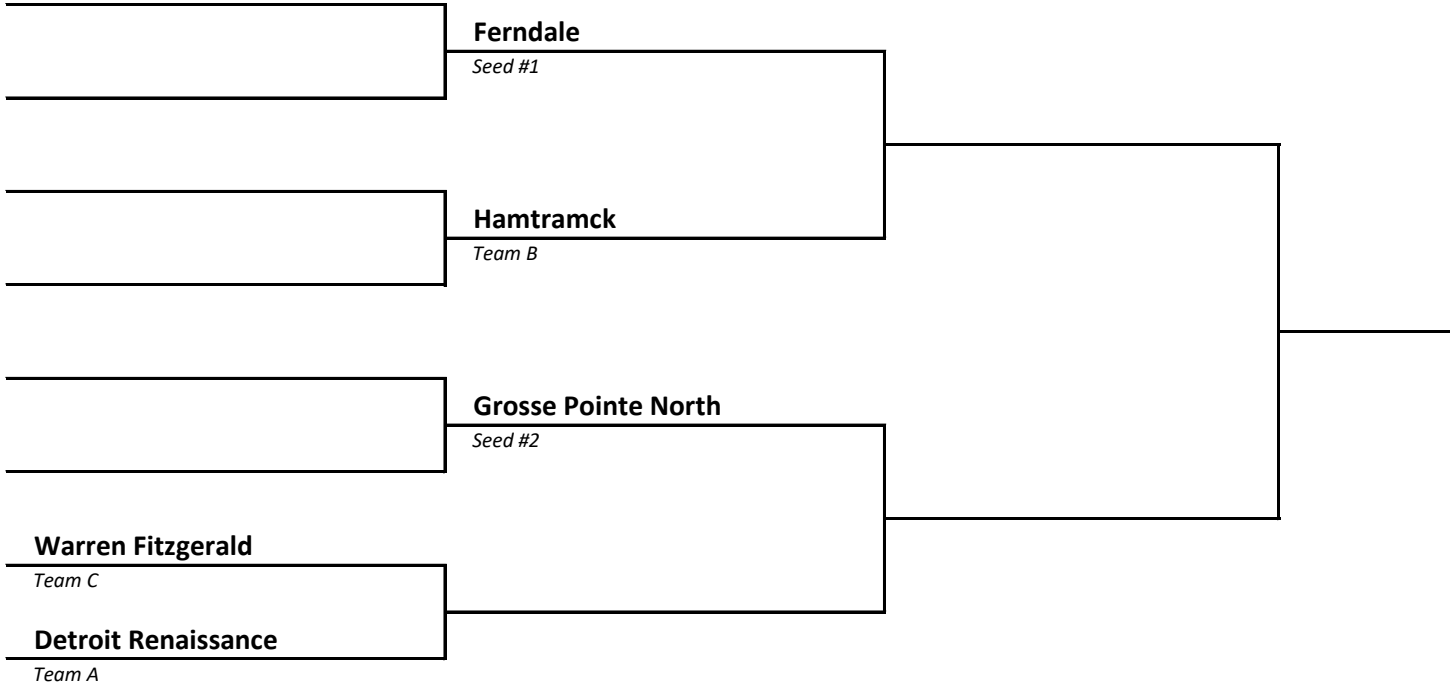 Ferndale
Seed #1
Hamtramck
Team B
Grosse Pointe North
Seed #2
Warren Fitzgerald
Team C
Detroit Renaissance
Team A